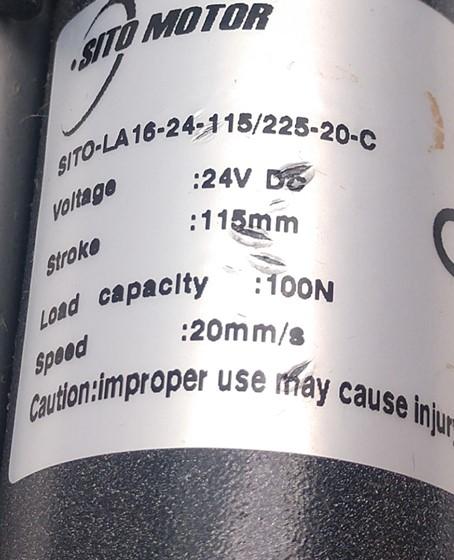 SITO MOTOR
SITO-LA16-24-115/225-20-C
Voltage :24V DC
Stroke :115mm
Load capacity :100N
Speed :20mm/s
Caution:improper use may cause injury